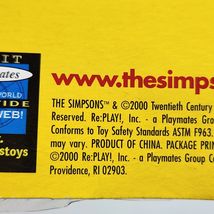 IT
ates
WORLD
IDE
WEB!
stoys
www.thesimps
THE SIMPSONS & ©2000 Twentieth Century
Reserved. Re:PLAY!, Inc. - a Playmates Group
Conforms to Toy Safety Standards ASTM F963.
may vary. PRODUCT OF CHINA. PACKAGE PRIN
©2000 Re:PLAY!, Inc. - a Playmates Group C
Providence, RI 02903.